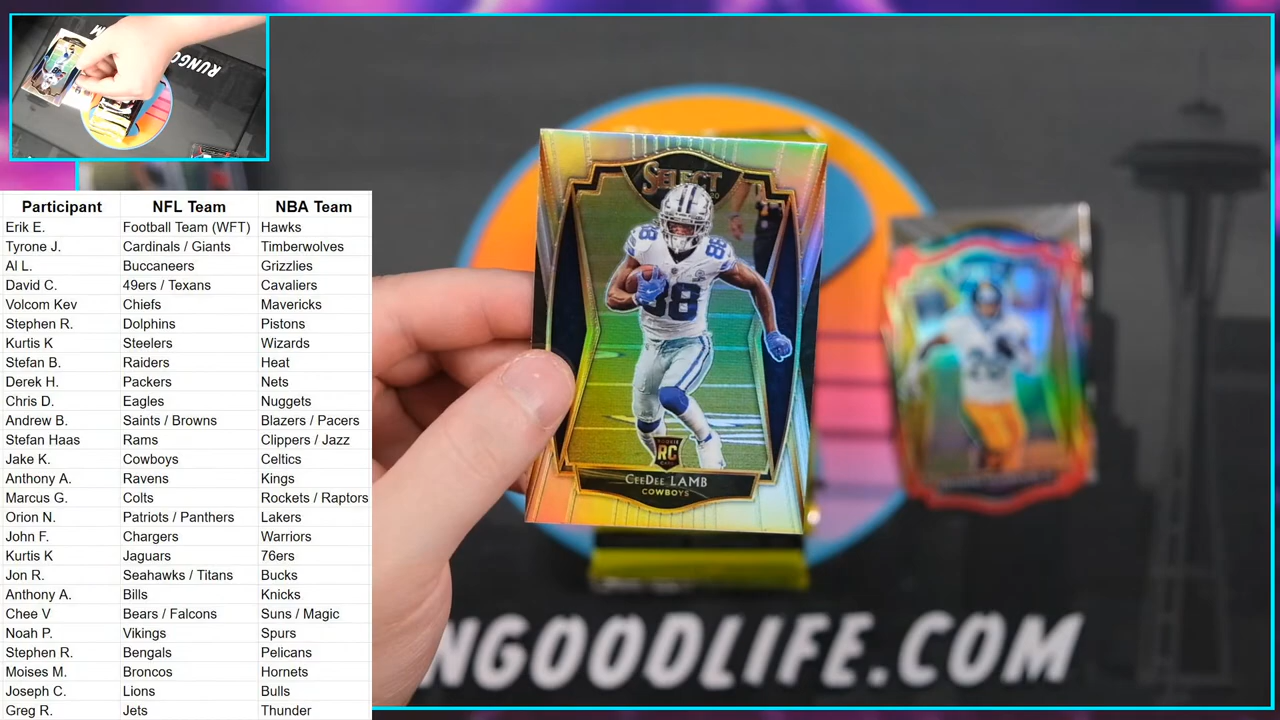 RUNGOOD
Participant NFL Team NBA Team
Erik E. Football Team (WFT) Hawks
Tyrone J. Cardinals / Giants Timberwolves
Al L. Buccaneers Grizzlies
David C. 49ers / Texans Cavaliers
Volcom Kev Chiefs Mavericks
Stephen R. Dolphins Pistons
Kurtis K Steelers Wizards
Stefan B. Raiders Heat
Derek H. Packers Nets
Chris D. Eagles Nuggets
Andrew B. Saints / Browns Blazers / Pacers
Stefan Haas Rams Clippers / Jazz
Jake K. Cowboys Celtics
Anthony A. Ravens Kings
Marcus G. Colts Rockets / Raptors
Orion N. Patriots / Panthers Lakers
John F. Chargers Warriors
Kurtis K Jaguars 76ers
Jon R. Seahawks / Titans Bucks
Anthony A. Bills Knicks
Chee V Bears / Falcons Suns / Magic
Noah P. Vikings Spurs
Stephen R. Bengals Pelicans
Moises M. Broncos Hornets
Joseph C. Lions Bulls
Greg R. Jets Thunder
SELECT
88
88
88
ROOKIE
RC
CEEDEE LAMB
COWBOYS
NGOODLIFE.COM